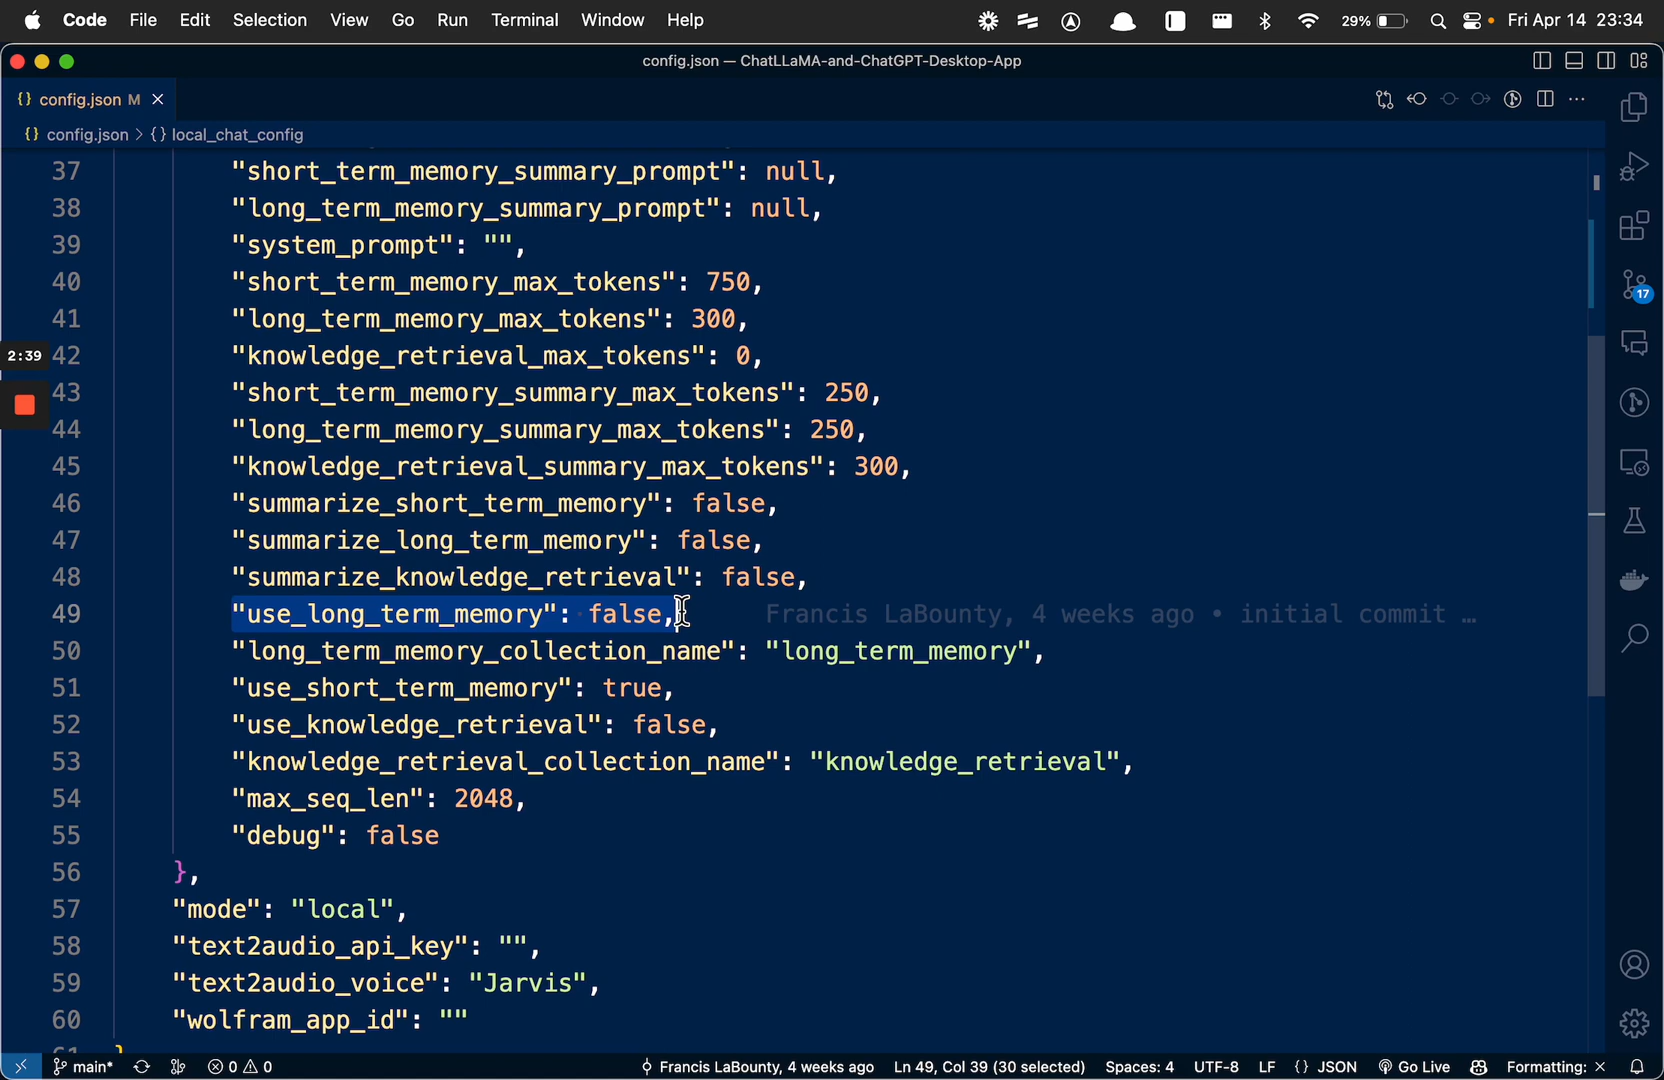 Code File Edit Selection View Go Run Terminal Window Help 29% Fri Apr 14 23:34
config.json — ChatLLaMA-and-ChatGPT-Desktop-App
{} config.json M
{} config.json > {} local_chat_config
37 "short_term_memory_summary_prompt": null,
38 "long_term_memory_summary_prompt": null,
39 "system_prompt": "",
40 "short_term_memory_max_tokens": 750,
41 "long_term_memory_max_tokens": 300,
2:39 42 "knowledge_retrieval_max_tokens": 0,
43 "short_term_memory_summary_max_tokens": 250,
44 "long_term_memory_summary_max_tokens": 250,
45 "knowledge_retrieval_summary_max_tokens": 300,
46 "summarize_short_term_memory": false,
47 "summarize_long_term_memory": false,
48 "summarize_knowledge_retrieval": false,
49 "use_long_term_memory": false, Francis LaBounty, 4 weeks ago • initial commit …
50 "long_term_memory_collection_name": "long_term_memory",
51 "use_short_term_memory": true,
52 "use_knowledge_retrieval": false,
53 "knowledge_retrieval_collection_name": "knowledge_retrieval",
54 "max_seq_len": 2048,
55 "debug": false
56 },
57 "mode": "local",
58 "text2audio_api_key": "",
59 "text2audio_voice": "Jarvis",
60 "wolfram_app_id": ""
17
main* 0 0 Francis LaBounty, 4 weeks ago Ln 49, Col 39 (30 selected) Spaces: 4 UTF-8 LF {} JSON Go Live Formatting: ×